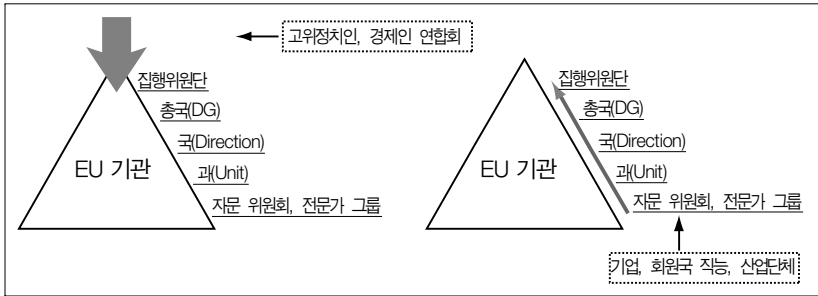 고위정치인, 경제인 연합회
집행위원단
총국(DG)
국(Direction)
과(Unit)
자문 위원회, 전문가 그룹
EU 기관
집행위원단
총국(DG)
국(Direction)
과(Unit)
자문 위원회, 전문가 그룹
EU 기관
기업, 회원국 직능, 산업단체